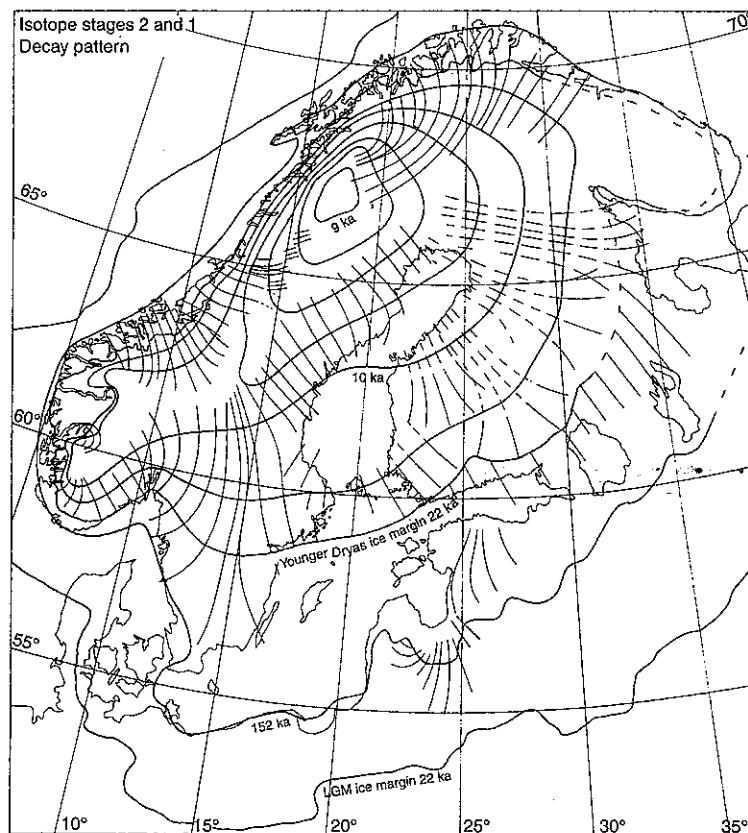 Isotope stages 2 and 1
Decay pattern
70°
65°
9 ka
10 ka
60°
Younger Dryas ice margin 22 ka
55°
152 ka
LGM ice margin 22 ka
10° 15° 20° 25° 30° 35°